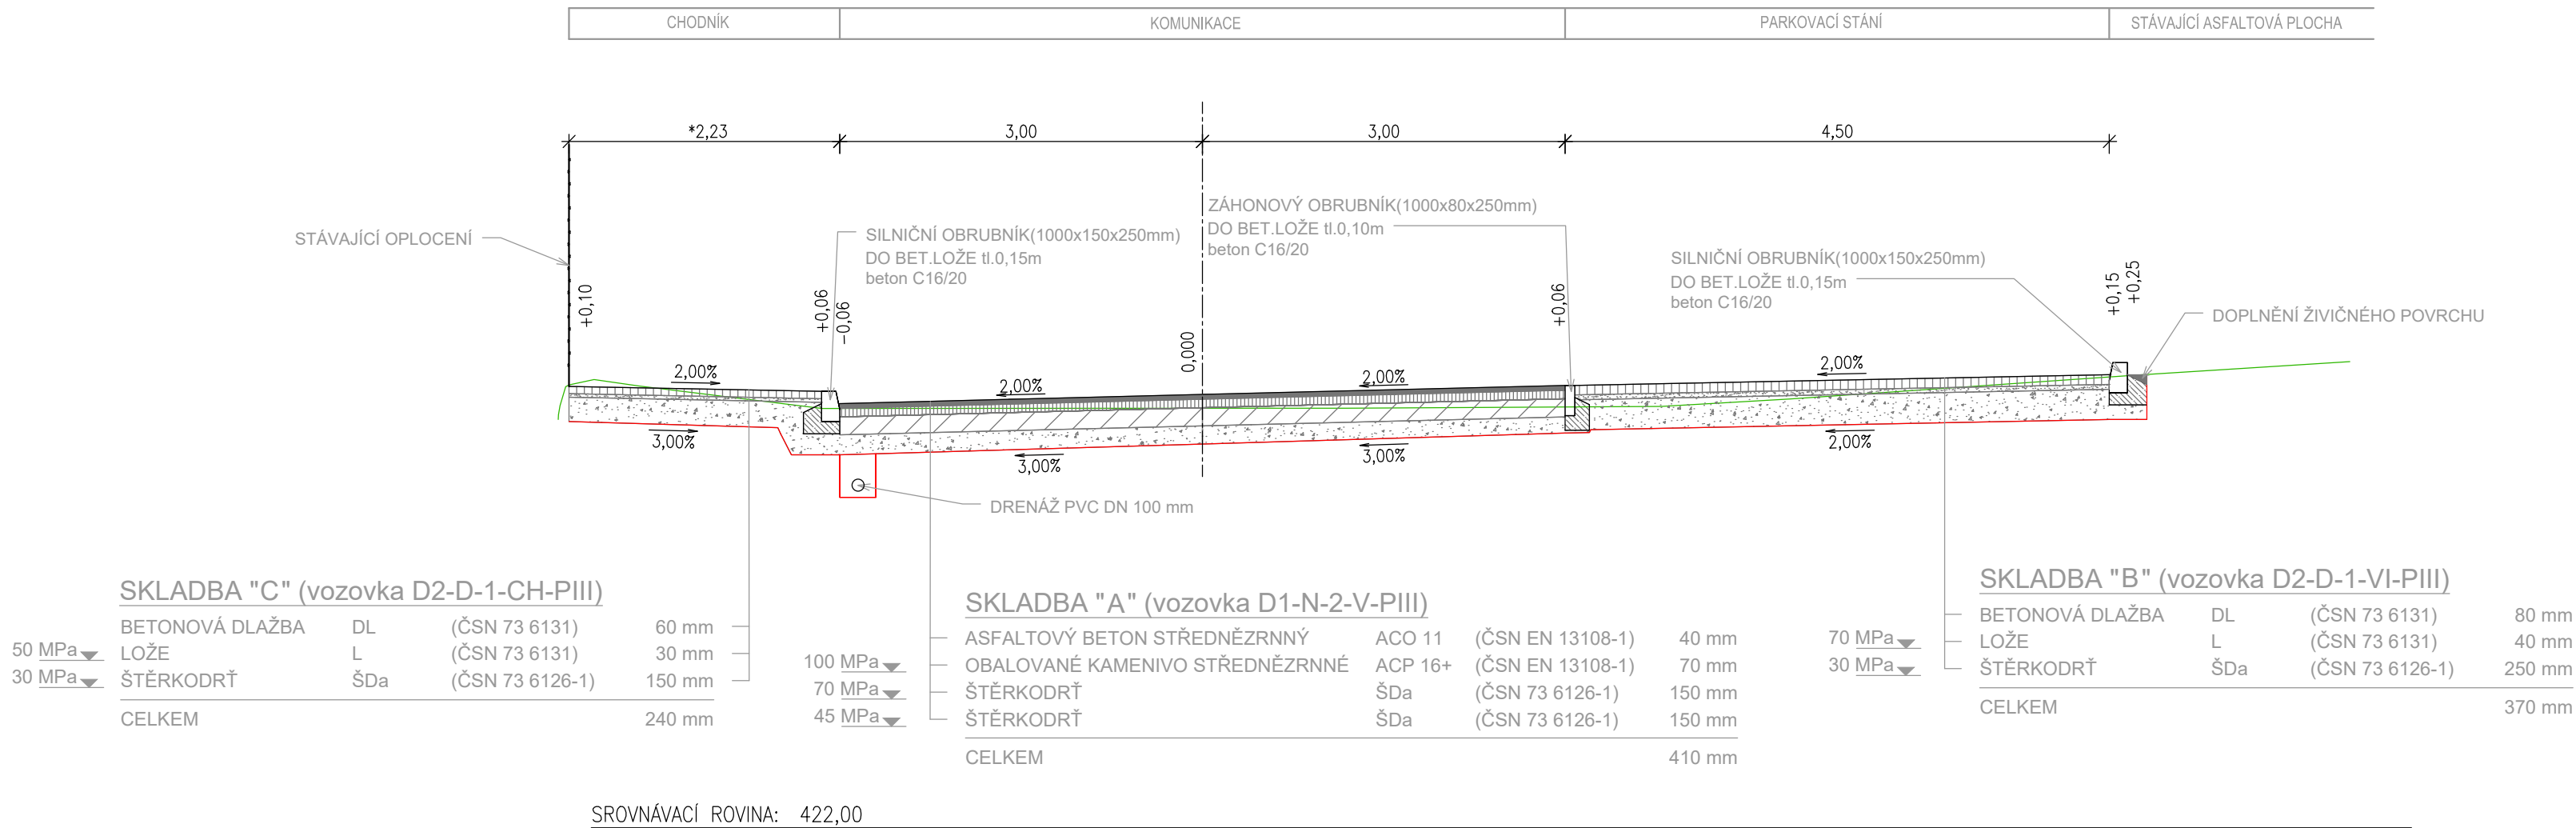 CHODNÍK
KOMUNIKACE
PARKOVACÍ STÁNÍ
STÁVAJÍCÍ ASFALTOVÁ PLOCHA
*2,23
3,00
3,00
4,50
STÁVAJÍCÍ OPLOCENÍ
SILNIČNÍ OBRUBNÍK(1000x150x250mm)
DO BET.LOŽE tl.0,15m
beton C16/20
ZÁHONOVÝ OBRUBNÍK(1000x80x250mm)
DO BET.LOŽE tl.0,10m
beton C16/20
SILNIČNÍ OBRUBNÍK(1000x150x250mm)
DO BET.LOŽE tl.0,15m
beton C16/20
DOPLNĚNÍ ŽIVIČNÉHO POVRCHU
+0,10
+0,06
-0,06
0,000
+0,06
+0,15
+0,25
2,00%
2,00%
2,00%
2,00%
3,00%
3,00%
3,00%
2,00%
DRENÁŽ PVC DN 100 mm
SKLADBA "C" (vozovka D2-D-1-CH-PIII)
BETONOVÁ DLAŽBA DL (ČSN 73 6131) 60 mm
50 MPa LOŽE L (ČSN 73 6131) 30 mm
30 MPa ŠTĚRKODRŤ ŠDa (ČSN 73 6126-1) 150 mm
CELKEM 240 mm
SKLADBA "A" (vozovka D1-N-2-V-PIII)
ASFALTOVÝ BETON STŘEDNĚZRNNÝ ACO 11 (ČSN EN 13108-1) 40 mm
100 MPa OBALOVANÉ KAMENIVO STŘEDNĚZRNNÉ ACP 16+ (ČSN EN 13108-1) 70 mm
70 MPa ŠTĚRKODRŤ ŠDa (ČSN 73 6126-1) 150 mm
45 MPa ŠTĚRKODRŤ ŠDa (ČSN 73 6126-1) 150 mm
CELKEM 410 mm
SKLADBA "B" (vozovka D2-D-1-VI-PIII)
BETONOVÁ DLAŽBA DL (ČSN 73 6131) 80 mm
70 MPa LOŽE L (ČSN 73 6131) 40 mm
30 MPa ŠTĚRKODRŤ ŠDa (ČSN 73 6126-1) 250 mm
CELKEM 370 mm
SROVNÁVACÍ ROVINA: 422,00